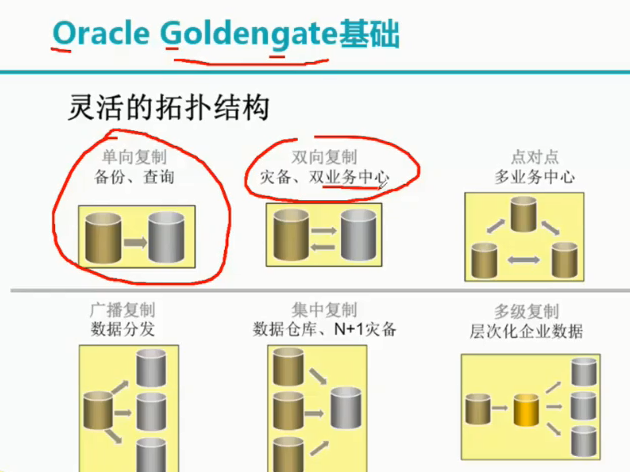 Oracle Goldengate基础
灵活的拓扑结构
单向复制
备份、查询
双向复制
灾备、双业务中心
点对点
多业务中心
广播复制
数据分发
集中复制
数据仓库、N+1灾备
多级复制
层次化企业数据